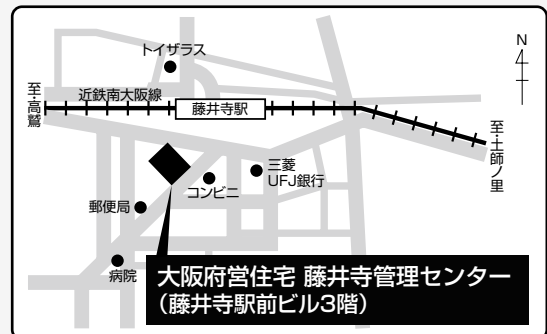 トイザラス
N
近鉄南大阪線
藤井寺駅
至・高鷲
至・土師ノ里
三菱
UFJ銀行
コンビニ
郵便局
病院
大阪府営住宅 藤井寺管理センター
（藤井寺駅前ビル3階）